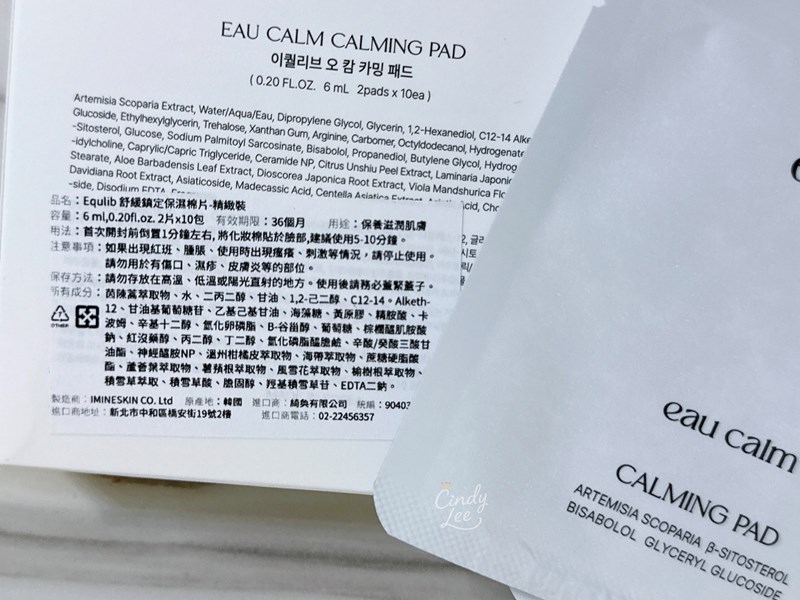 EAU CALM CALMING PAD
이퀄리브 오 캄 카밍 패드
( 0.20 FL.OZ. 6 mL 2pads x 10ea )
Artemisia Scoparia Extract, Water/Aqua/Eau, Dipropylene Glycol, Glycerin, 1,2-Hexanediol, C12-14 Alke
Glucoside, Ethylhexylglycerin, Trehalose, Xanthan Gum, Arginine, Carbomer, Octyldodecanol, Hydrogenate
-Sitosterol, Glucose, Sodium Palmitoyl Sarcosinate, Bisabolol, Propanediol, Butylene Glycol, Hydrog
-idylcholine, Caprylic/Capric Triglyceride, Ceramide NP, Citrus Unshiu Peel Extract, Laminaria Japonic
Stearate, Aloe Barbadensis Leaf Extract, Dioscorea Japonica Root Extract, Viola Mandshurica Flo
Davidiana Root Extract, Asiaticoside, Madecassic Acid, Centella Asiatica
-side, Disodium EDTA,
品名：Equlib 舒緩鎮定保濕棉片-精緻裝
容量：6 ml,0.20fl.oz. 2片x10包 有效期限：36個月 用途：保養滋潤肌膚
用法：首次開封前倒置1分鐘左右, 將化妝棉貼於臉部,建議使用5-10分鐘。
注意事項：如果出現紅斑、腫脹、使用時出現瘙癢、刺激等情況，請停止使用。
請勿用於有傷口、濕疹、皮膚炎等的部位。
保存方法：請勿存放在高溫、低溫或陽光直射的地方。使用後請務必蓋緊蓋子。
所有成分：茵陳蒿萃取物、水、二丙二醇、甘油、1,2-己二醇、C12-14。Alketh-
12、甘油基葡萄糖苷、乙基己基甘油、海藻糖、黃原膠、精胺酸、卡
波姆、辛基十二醇、氫化卵磷脂、B-谷甾醇、葡萄糖、棕櫚醯肌胺酸
鈉、紅沒藥醇、丙二醇、丁二醇、氫化磷脂醯膽鹼、辛酸/癸酸三酸甘
油酯、神經醯胺NP、溫州柑橘皮萃取物、海帶萃取物、蔗糖硬脂酸
酯、蘆薈葉萃取物、薯蕷根萃取物、風雪花萃取物、榆樹根萃取物、
積雪草萃取、積雪草酸、膽固醇、羥基積雪草苷、EDTA二鈉。
OTHER
製造商：IMINESKIN CO. Ltd 原產地：韓國 進口商：綺奐有限公司 統編：90403
進口商地址：新北市中和區橋安街19號2樓 進口商電話：02-22456357
eau calm
CALMING PAD
ARTEMISIA SCOPARIA β-SITOSTEROL
BISABOLOL GLYCERYL GLUCOSIDE
Cindy
Lee